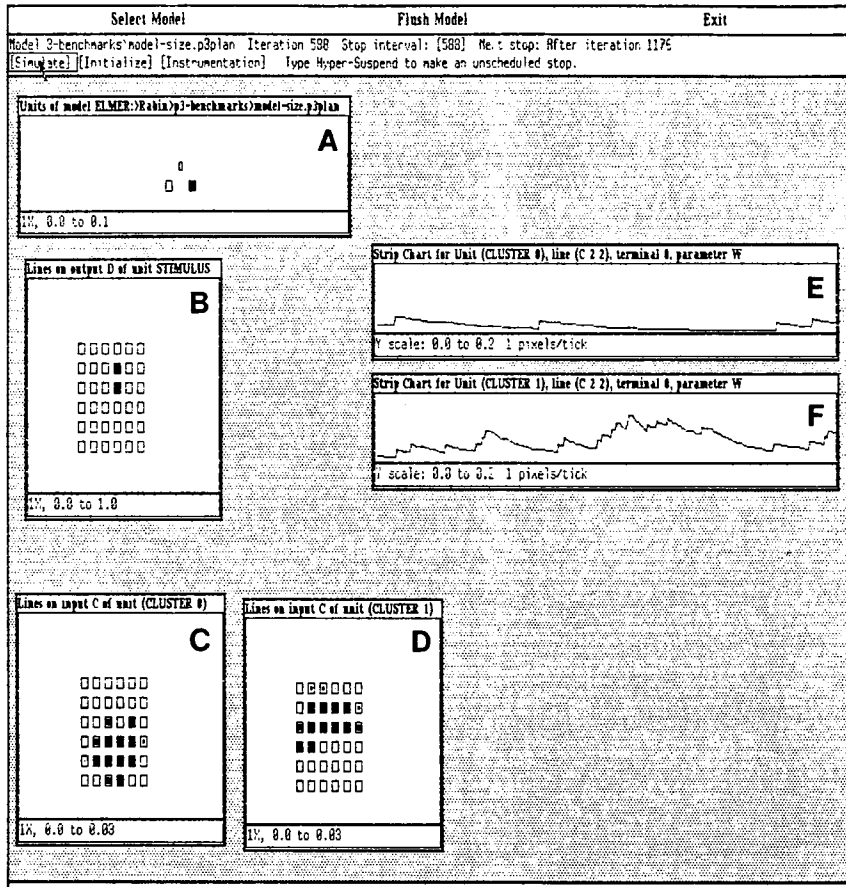 Select Model Flush Model Exit
Model 3-benchmarks model-size.p3plan Iteration 588 Stop interval: [588] Next stop: After iteration 1176
[Simulate] [Initialize] [Instrumentation] Type Hyper-Suspend to make an unscheduled stop.
Units of model ELMER:>Rabin>p3-benchmarks>model-size.p3plan
A
1X, 0.0 to 0.1
Lines on output D of unit STIMULUS
B
1X, 0.0 to 1.0
Strip Chart for Unit (CLUSTER 0), line (C 2 2), terminal 0, parameter W
E
Y scale: 0.0 to 0.2 1 pixels/tick
Strip Chart for Unit (CLUSTER 1), line (C 2 2), terminal 0, parameter W
F
Y scale: 0.0 to 0.2 1 pixels/tick
Lines on input C of unit (CLUSTER 0)
C
1X, 0.0 to 0.03
Lines on input C of unit (CLUSTER 1)
D
1X, 0.0 to 0.03